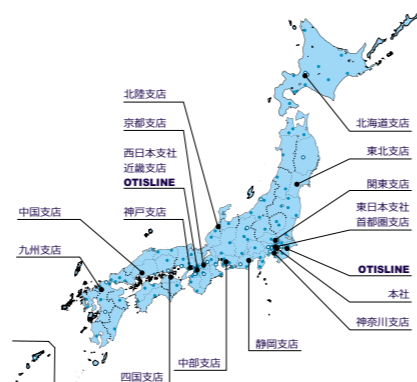 北陸支店
京都支店
西日本支社
近畿支店
OTISLINE
神戸支店
中国支店
九州支店
四国支店
中部支店
静岡支店
北海道支店
東北支店
関東支店
東日本支社
首都圏支店
OTISLINE
本社
神奈川支店